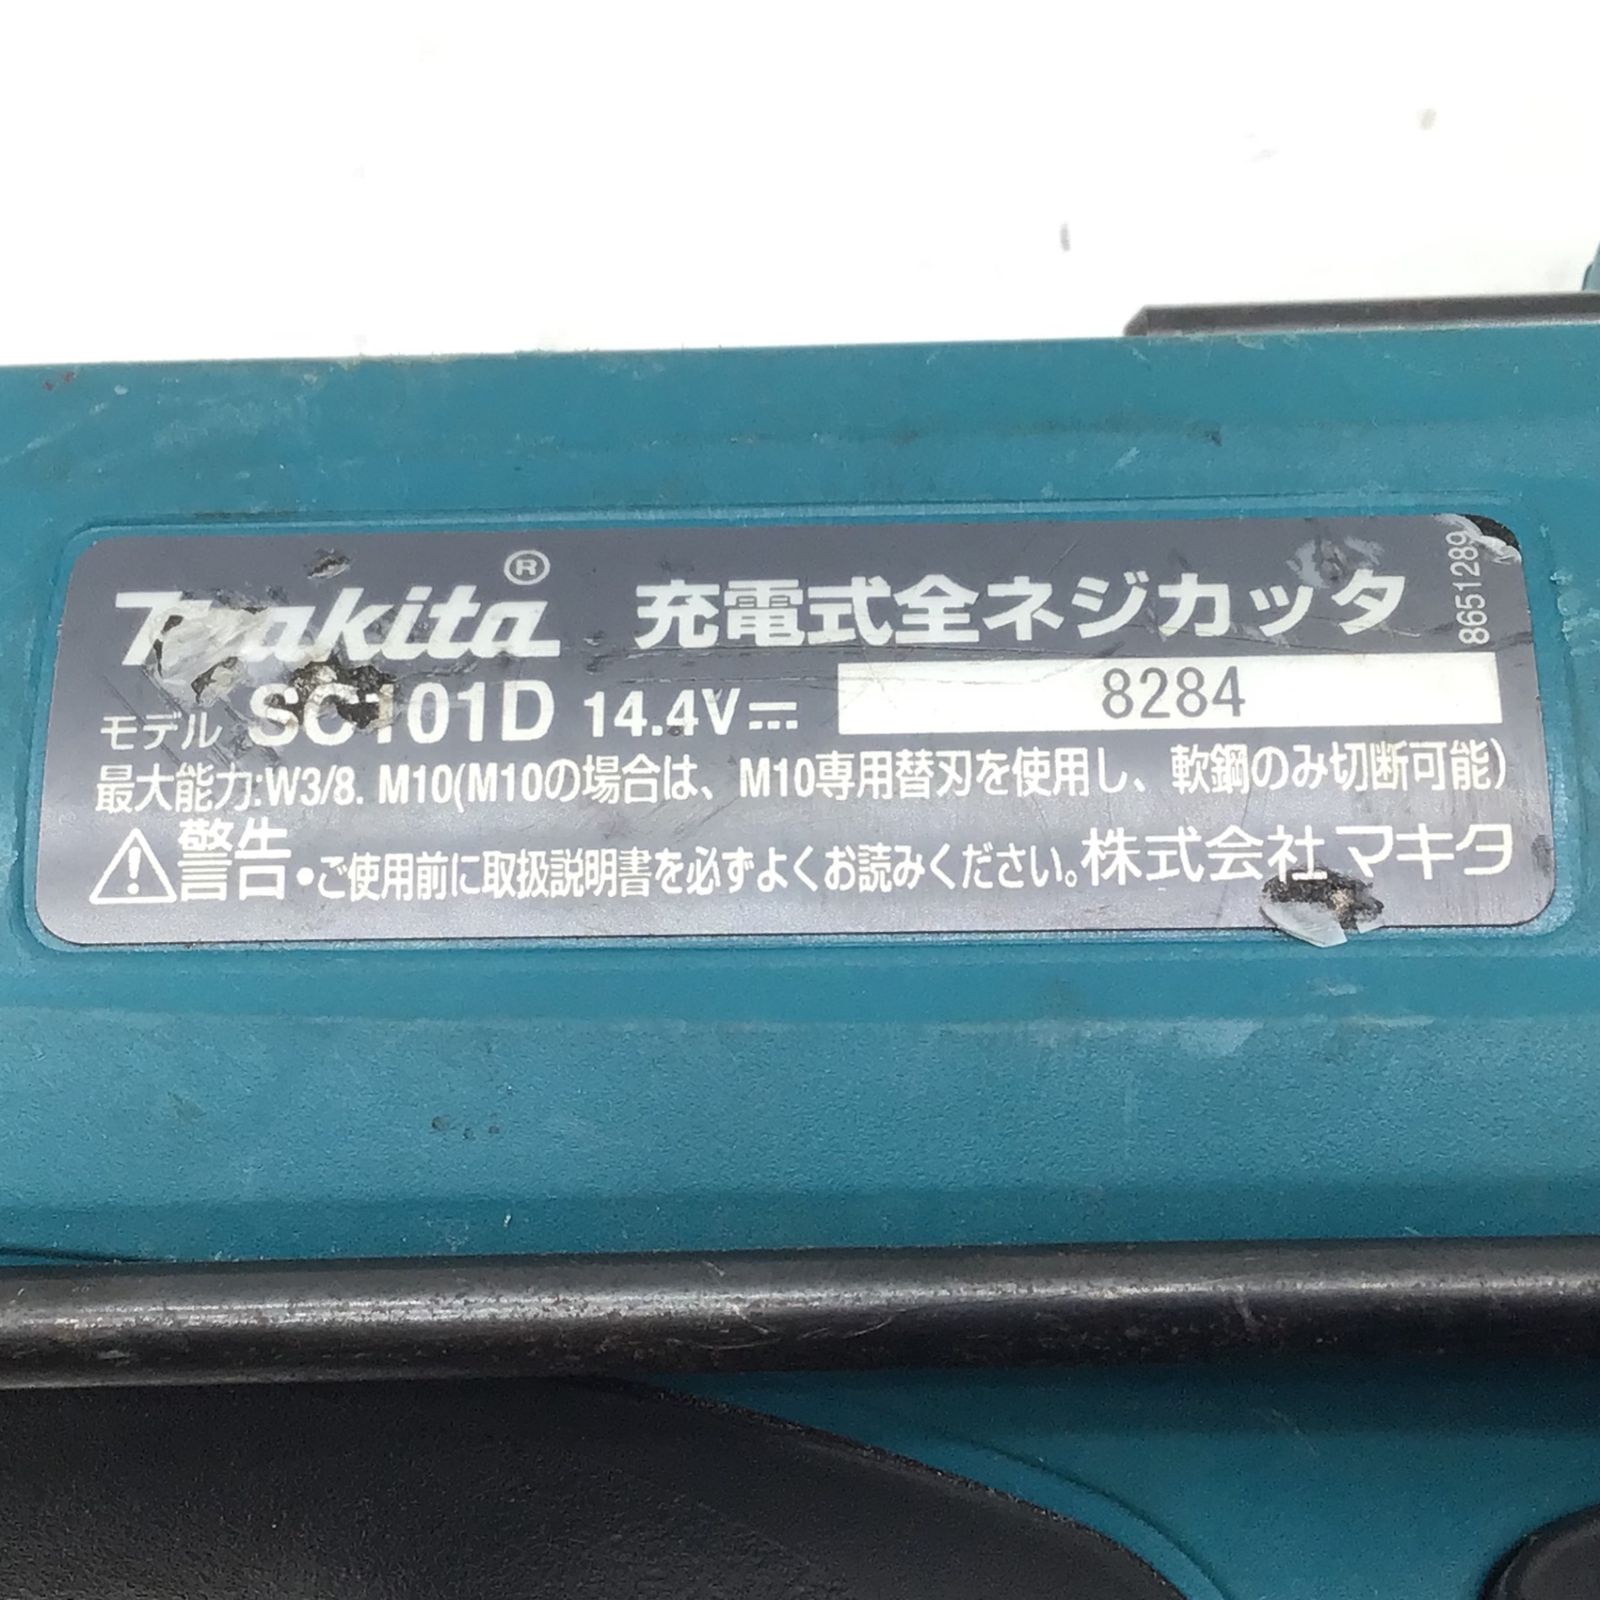 Makita® 充電式全ネジカッタ
8651289
モデル SC101D 14.4V⎓ 8284
最大能力:W3/8. M10(M10の場合は、M10専用替刃を使用し、軟鋼のみ切断可能)
⚠警告・ご使用前に取扱説明書を必ずよくお読みください。株式会社マキタ